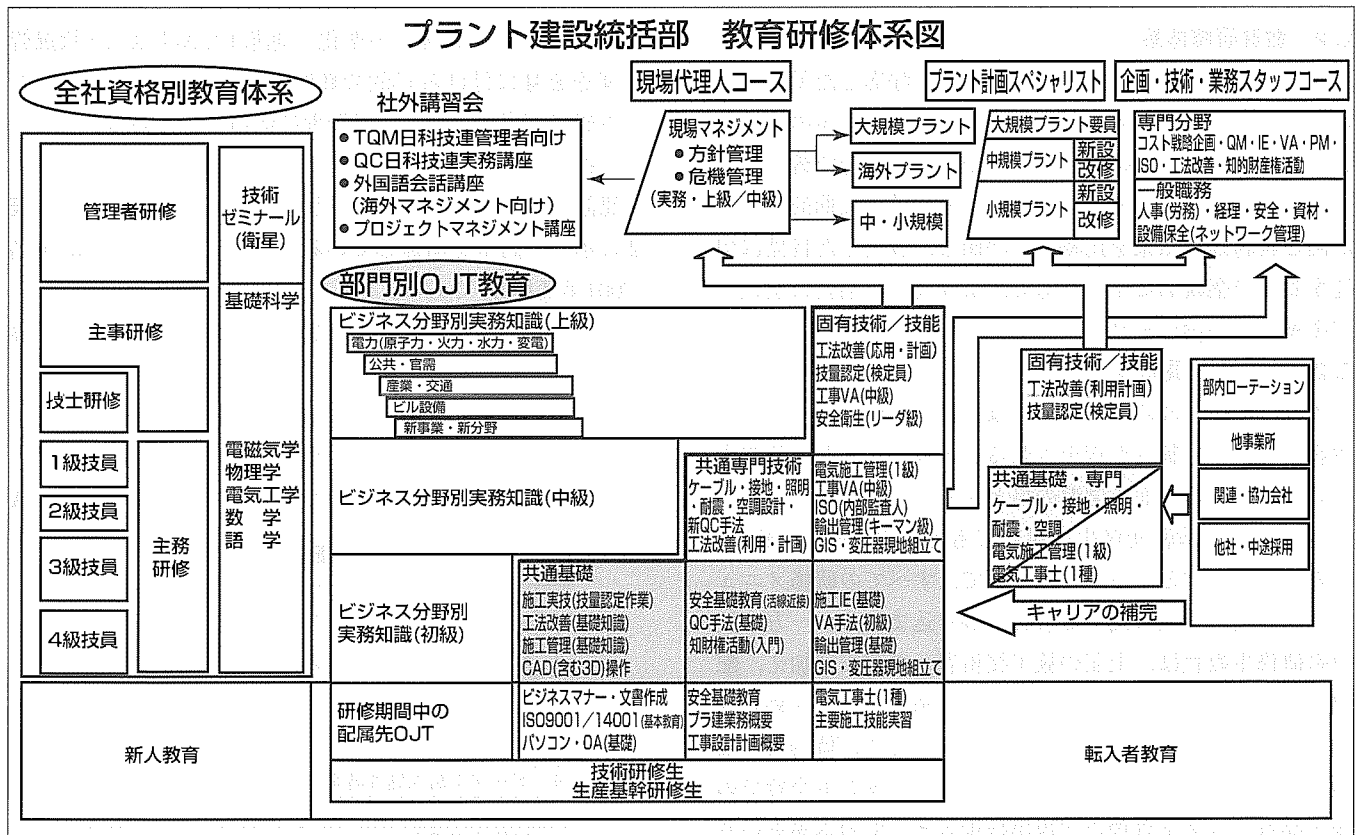 プラント建設統括部　教育研修体系図
全社資格別教育体系
管理者研修
主事研修
技士研修
1級技員
2級技員
3級技員
4級技員
主務
研修
技術
ゼミナール
(衛星)
基礎科学
電磁気学
物理学
電気工学
数　学
語　学
新人教育
社外講習会
● TQM日科技連管理者向け
● QC日科技連実務講座
● 外国語会話講座
(海外マネジメント向け)
● プロジェクトマネジメント講座
現場代理人コース
現場マネジメント
● 方針管理
● 危機管理
(実務・上級／中級)
大規模プラント
海外プラント
中・小規模
プラント計画スペシャリスト
大規模プラント要員
中規模プラント
新設
改修
小規模プラント
新設
改修
企画・技術・業務スタッフコース
専門分野
コスト戦略企画・QM・IE・VA・PM・
ISO・工法改善・知的財産権活動
一般職務
人事(労務)・経理・安全・資材・
設備保全(ネットワーク管理)
部門別OJT教育
ビジネス分野別実務知識(上級)
電力(原子力・火力・水力・変電)
公共・官需
産業・交通
ビル設備
新事業・新分野
固有技術／技能
工法改善(応用・計画)
技量認定(検定員)
工事VA(中級)
安全衛生(リーダ級)
ビジネス分野別実務知識(中級)
共通専門技術
ケーブル・接地・照明
・耐震・空調設計・
新QC手法
工法改善(利用・計画)
電気施工管理(1級)
工事VA(中級)
ISO(内部監査人)
輸出管理(キーマン級)
GIS・変圧器現地組立て
ビジネス分野別
実務知識(初級)
共通基礎
施工実技(技量認定作業)
工法改善(基礎知識)
施工管理(基礎知識)
CAD(含む3D)操作
安全基礎教育(活線近接)
QC手法(基礎)
知財権活動(入門)
施工IE(基礎)
VA手法(初級)
輸出管理(基礎)
GIS・変圧器現地組立て
研修期間中の
配属先OJT
ビジネスマナー・文書作成
ISO9001／14001(基本教育)
パソコン・OA(基礎)
安全基礎教育
プラ建業務概要
工事設計計画概要
電気工事士(1種)
主要施工技能実習
技術研修生
生産基幹研修生
固有技術／技能
工法改善(利用計画)
技量認定(検定員)
共通基礎・専門
ケーブル・接地・照明・
耐震・空調
電気施工管理(1級)
電気工事士(1種)
部内ローテーション
他事業所
関連・協力会社
他社・中途採用
キャリアの補完
転入者教育